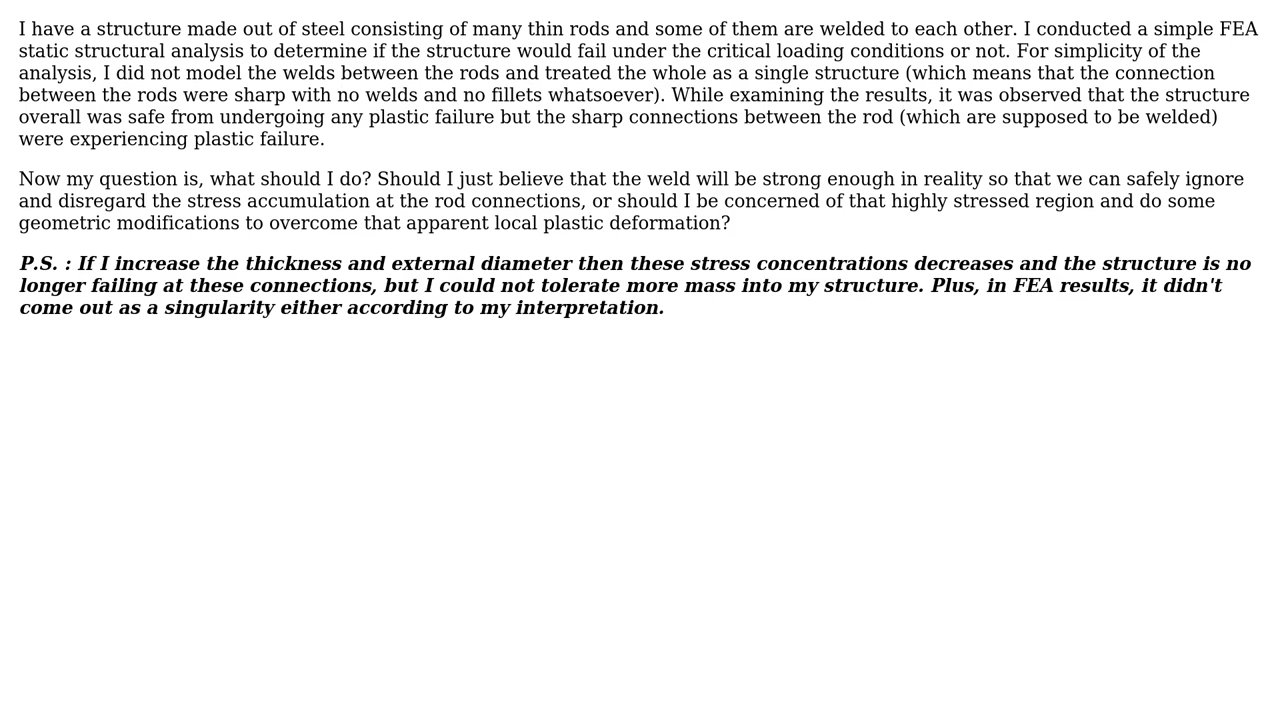 I have a structure made out of steel consisting of many thin rods and some of them are welded to each other. I conducted a simple FEA
static structural analysis to determine if the structure would fail under the critical loading conditions or not. For simplicity of the
analysis, I did not model the welds between the rods and treated the whole as a single structure (which means that the connection
between the rods were sharp with no welds and no fillets whatsoever). While examining the results, it was observed that the structure
overall was safe from undergoing any plastic failure but the sharp connections between the rod (which are supposed to be welded)
were experiencing plastic failure.
Now my question is, what should I do? Should I just believe that the weld will be strong enough in reality so that we can safely ignore
and disregard the stress accumulation at the rod connections, or should I be concerned of that highly stressed region and do some
geometric modifications to overcome that apparent local plastic deformation?
P.S. : If I increase the thickness and external diameter then these stress concentrations decreases and the structure is no
longer failing at these connections, but I could not tolerate more mass into my structure. Plus, in FEA results, it didn't
come out as a singularity either according to my interpretation.